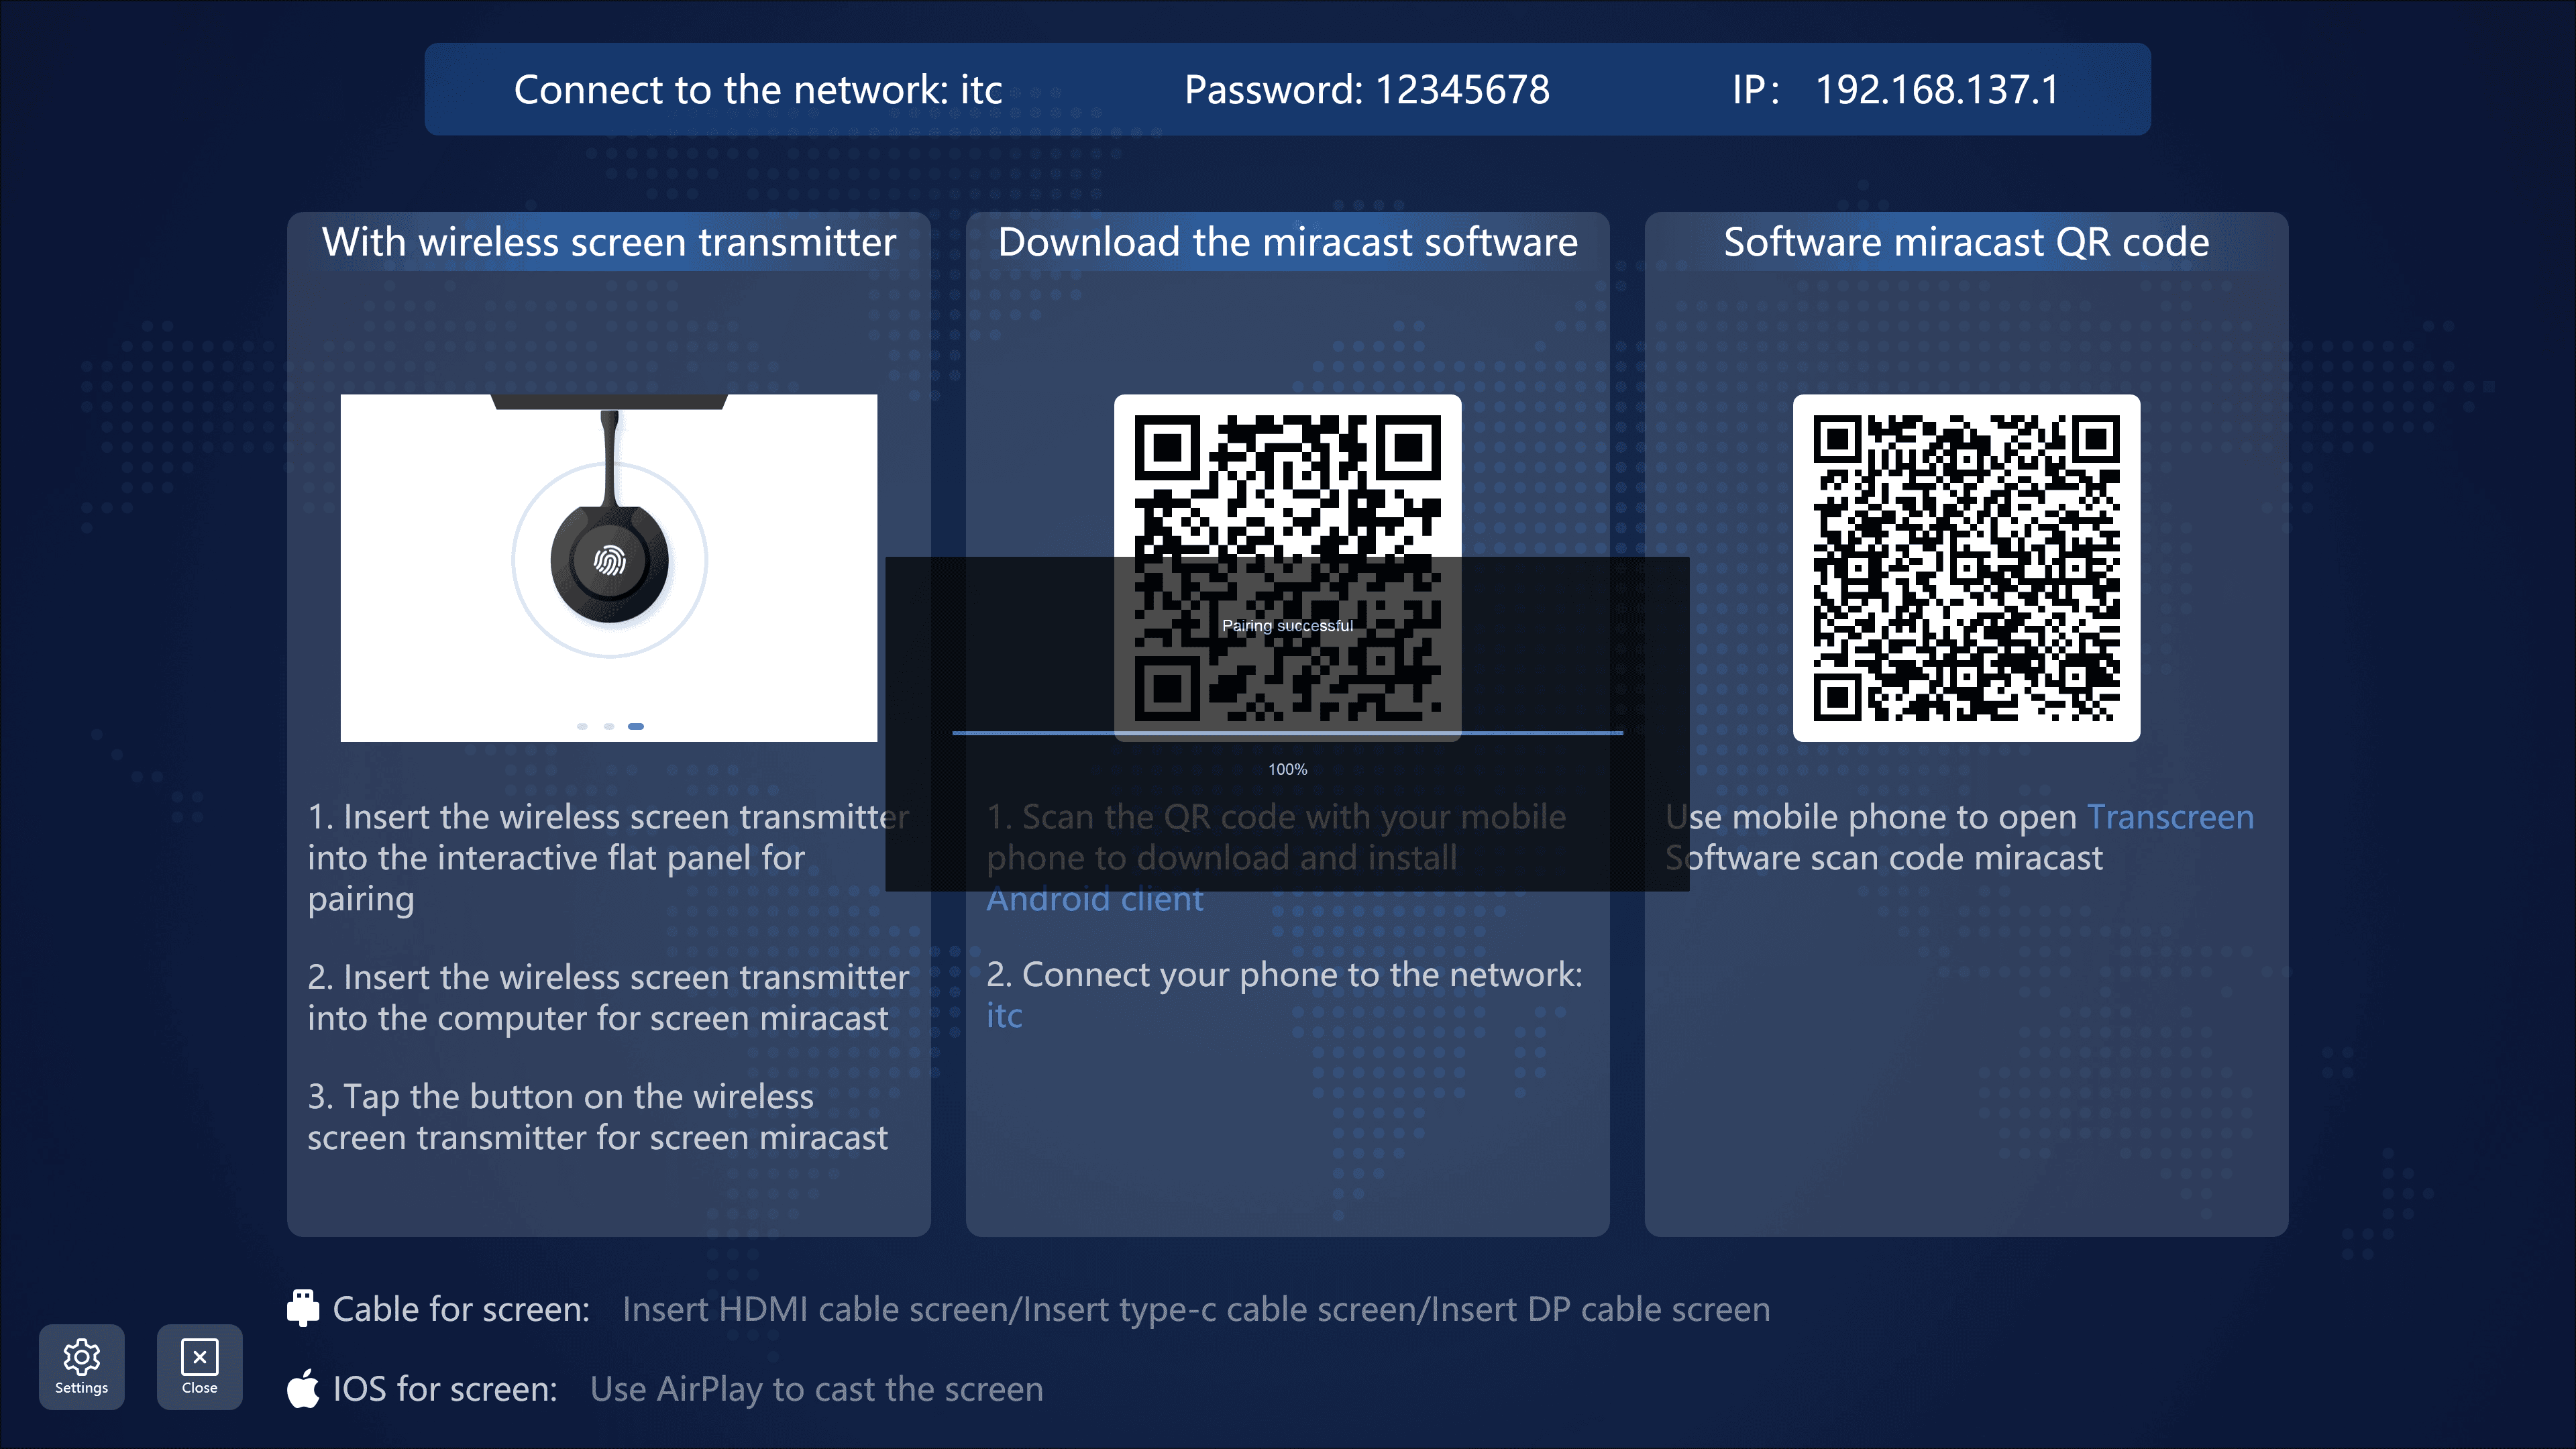 Connect to the network: itc
Password: 12345678
IP： 192.168.137.1
With wireless screen transmitter
1. Insert the wireless screen transmitter
into the interactive flat panel for
pairing
2. Insert the wireless screen transmitter
into the computer for screen miracast
3. Tap the button on the wireless
screen transmitter for screen miracast
Download the miracast software
Pairing successful
100%
1. Scan the QR code with your mobile
phone to download and install
Android client
2. Connect your phone to the network:
itc
Software miracast QR code
Use mobile phone to open Transcreen
Software scan code miracast
Cable for screen: Insert HDMI cable screen/Insert type-c cable screen/Insert DP cable screen
IOS for screen: Use AirPlay to cast the screen
Settings
Close